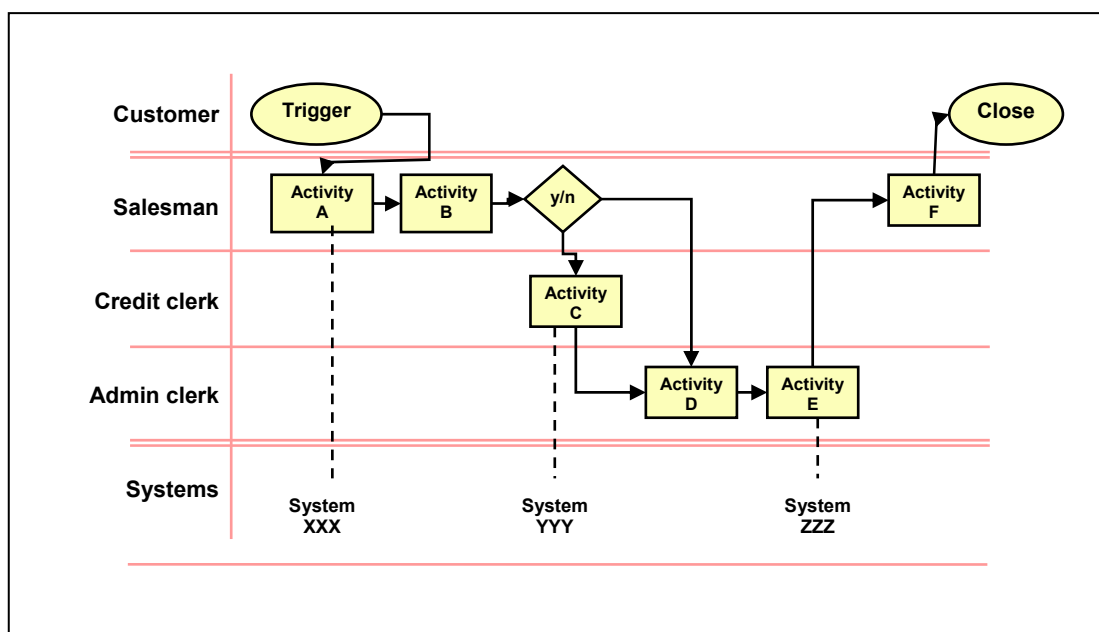 Customer
Trigger
Close
Salesman
Activity
A
Activity
B
y/n
Activity
F
Credit clerk
Activity
C
Admin clerk
Activity
D
Activity
E
Systems
System
XXX
System
YYY
System
ZZZ